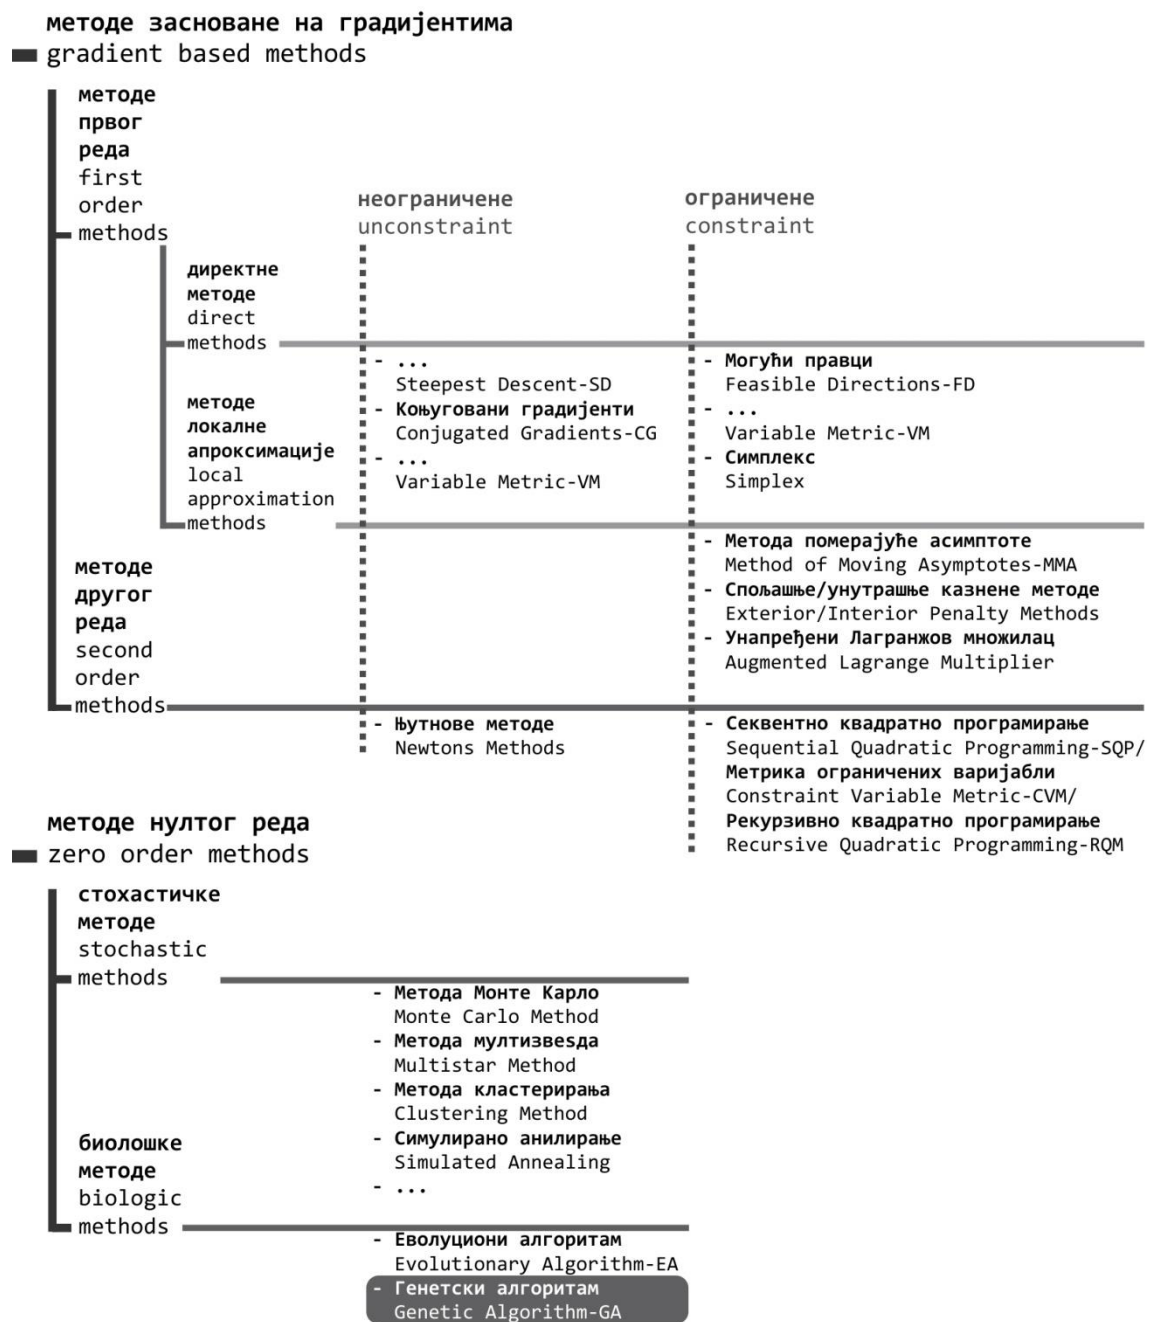 методе засноване на градијентима
gradient based methods
методе
првог
реда
first
order
methods
неограничене
unconstraint
ограничене
constraint
директне
методе
direct
methods
- ...
Steepest Descent-SD
- Коњуговани градијенти
Conjugated Gradients-CG
- ...
Variable Metric-VM
- Могући правци
Feasible Directions-FD
- ...
Variable Metric-VM
- Симплекс
Simplex
методе
локалне
апроксимације
local
approximation
methods
- Метода померајуће асимптоте
Method of Moving Asymptotes-MMA
- Спољашње/унутрашње казнене методе
Exterior/Interior Penalty Methods
- Унапређени Лагранжов множилац
Augmented Lagrange Multiplier
методе
другог
реда
second
order
methods
- Њутнове методе
Newtons Methods
- Секвентно квадратно програмирање
Sequential Quadratic Programming-SQP/
Метрика ограничених варијабли
Constraint Variable Metric-CVM/
Рекурзивно квадратно програмирање
Recursive Quadratic Programming-RQM
методе нултог реда
zero order methods
стохастичке
методе
stochastic
methods
- Метода Монте Карло
Monte Carlo Method
- Метода мултизвеѕда
Multistar Method
- Метода кластерирања
Clustering Method
- Симулирано анилирање
Simulated Annealing
- ...
биолошке
методе
biologic
methods
- Еволуциони алгоритам
Evolutionary Algorithm-EA
- Генетски алгоритам
Genetic Algorithm-GA